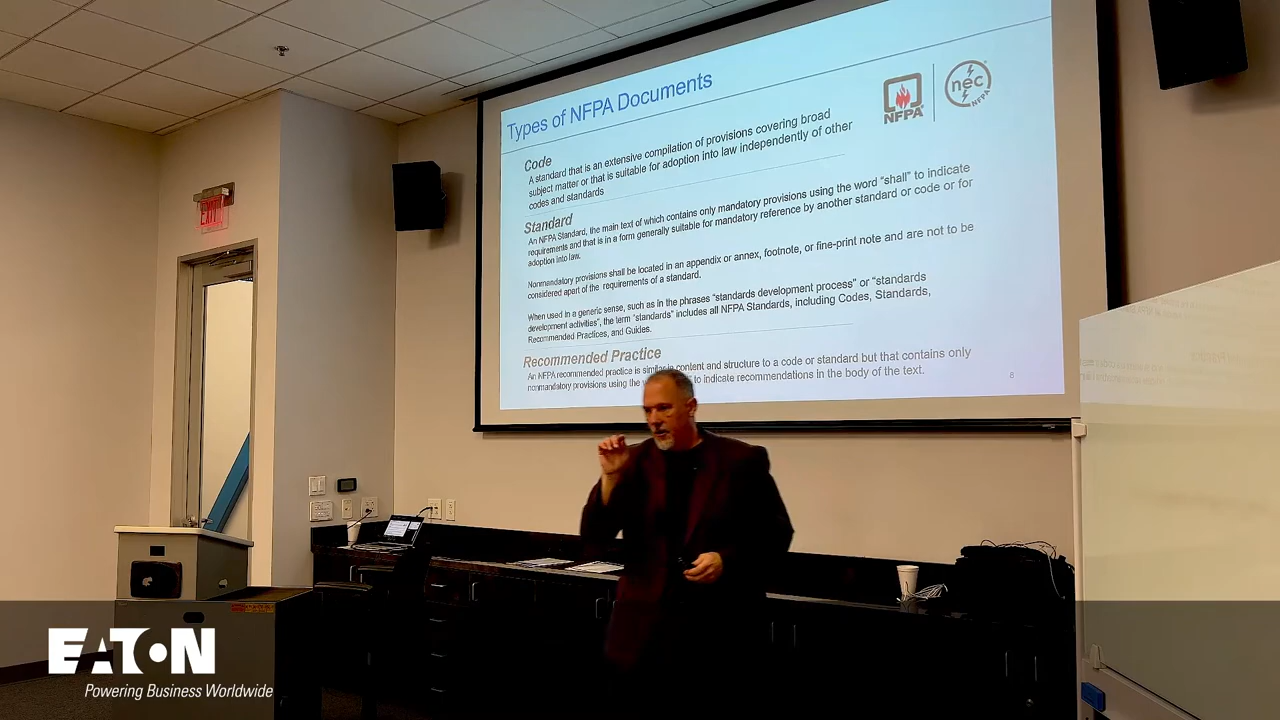 Types of NFPA Documents
NFPA
nec
NFPA
Code
A standard that is an extensive compilation of provisions covering broad
subject matter or that is suitable for adoption into law independently of other
codes and standards
Standard
An NFPA Standard, the main text of which contains only mandatory provisions using the word "shall" to indicate
requirements and that is in a form generally suitable for mandatory reference by another standard or code or for
adoption into law.
Nonmandatory provisions shall be located in an appendix or annex, footnote, or fine-print note and are not to be
considered apart of the requirements of a standard.
When used in a generic sense, such as in the phrases "standards development process" or "standards
development activities", the term "standards" includes all NFPA Standards, including Codes, Standards,
Recommended Practices, and Guides.
Recommended Practice
An NFPA recommended practice is similar in content and structure to a code or standard but that contains only
nonmandatory provisions using the to indicate recommendations in the body of the text.
8
EXIT
EATON
Powering Business Worldwide